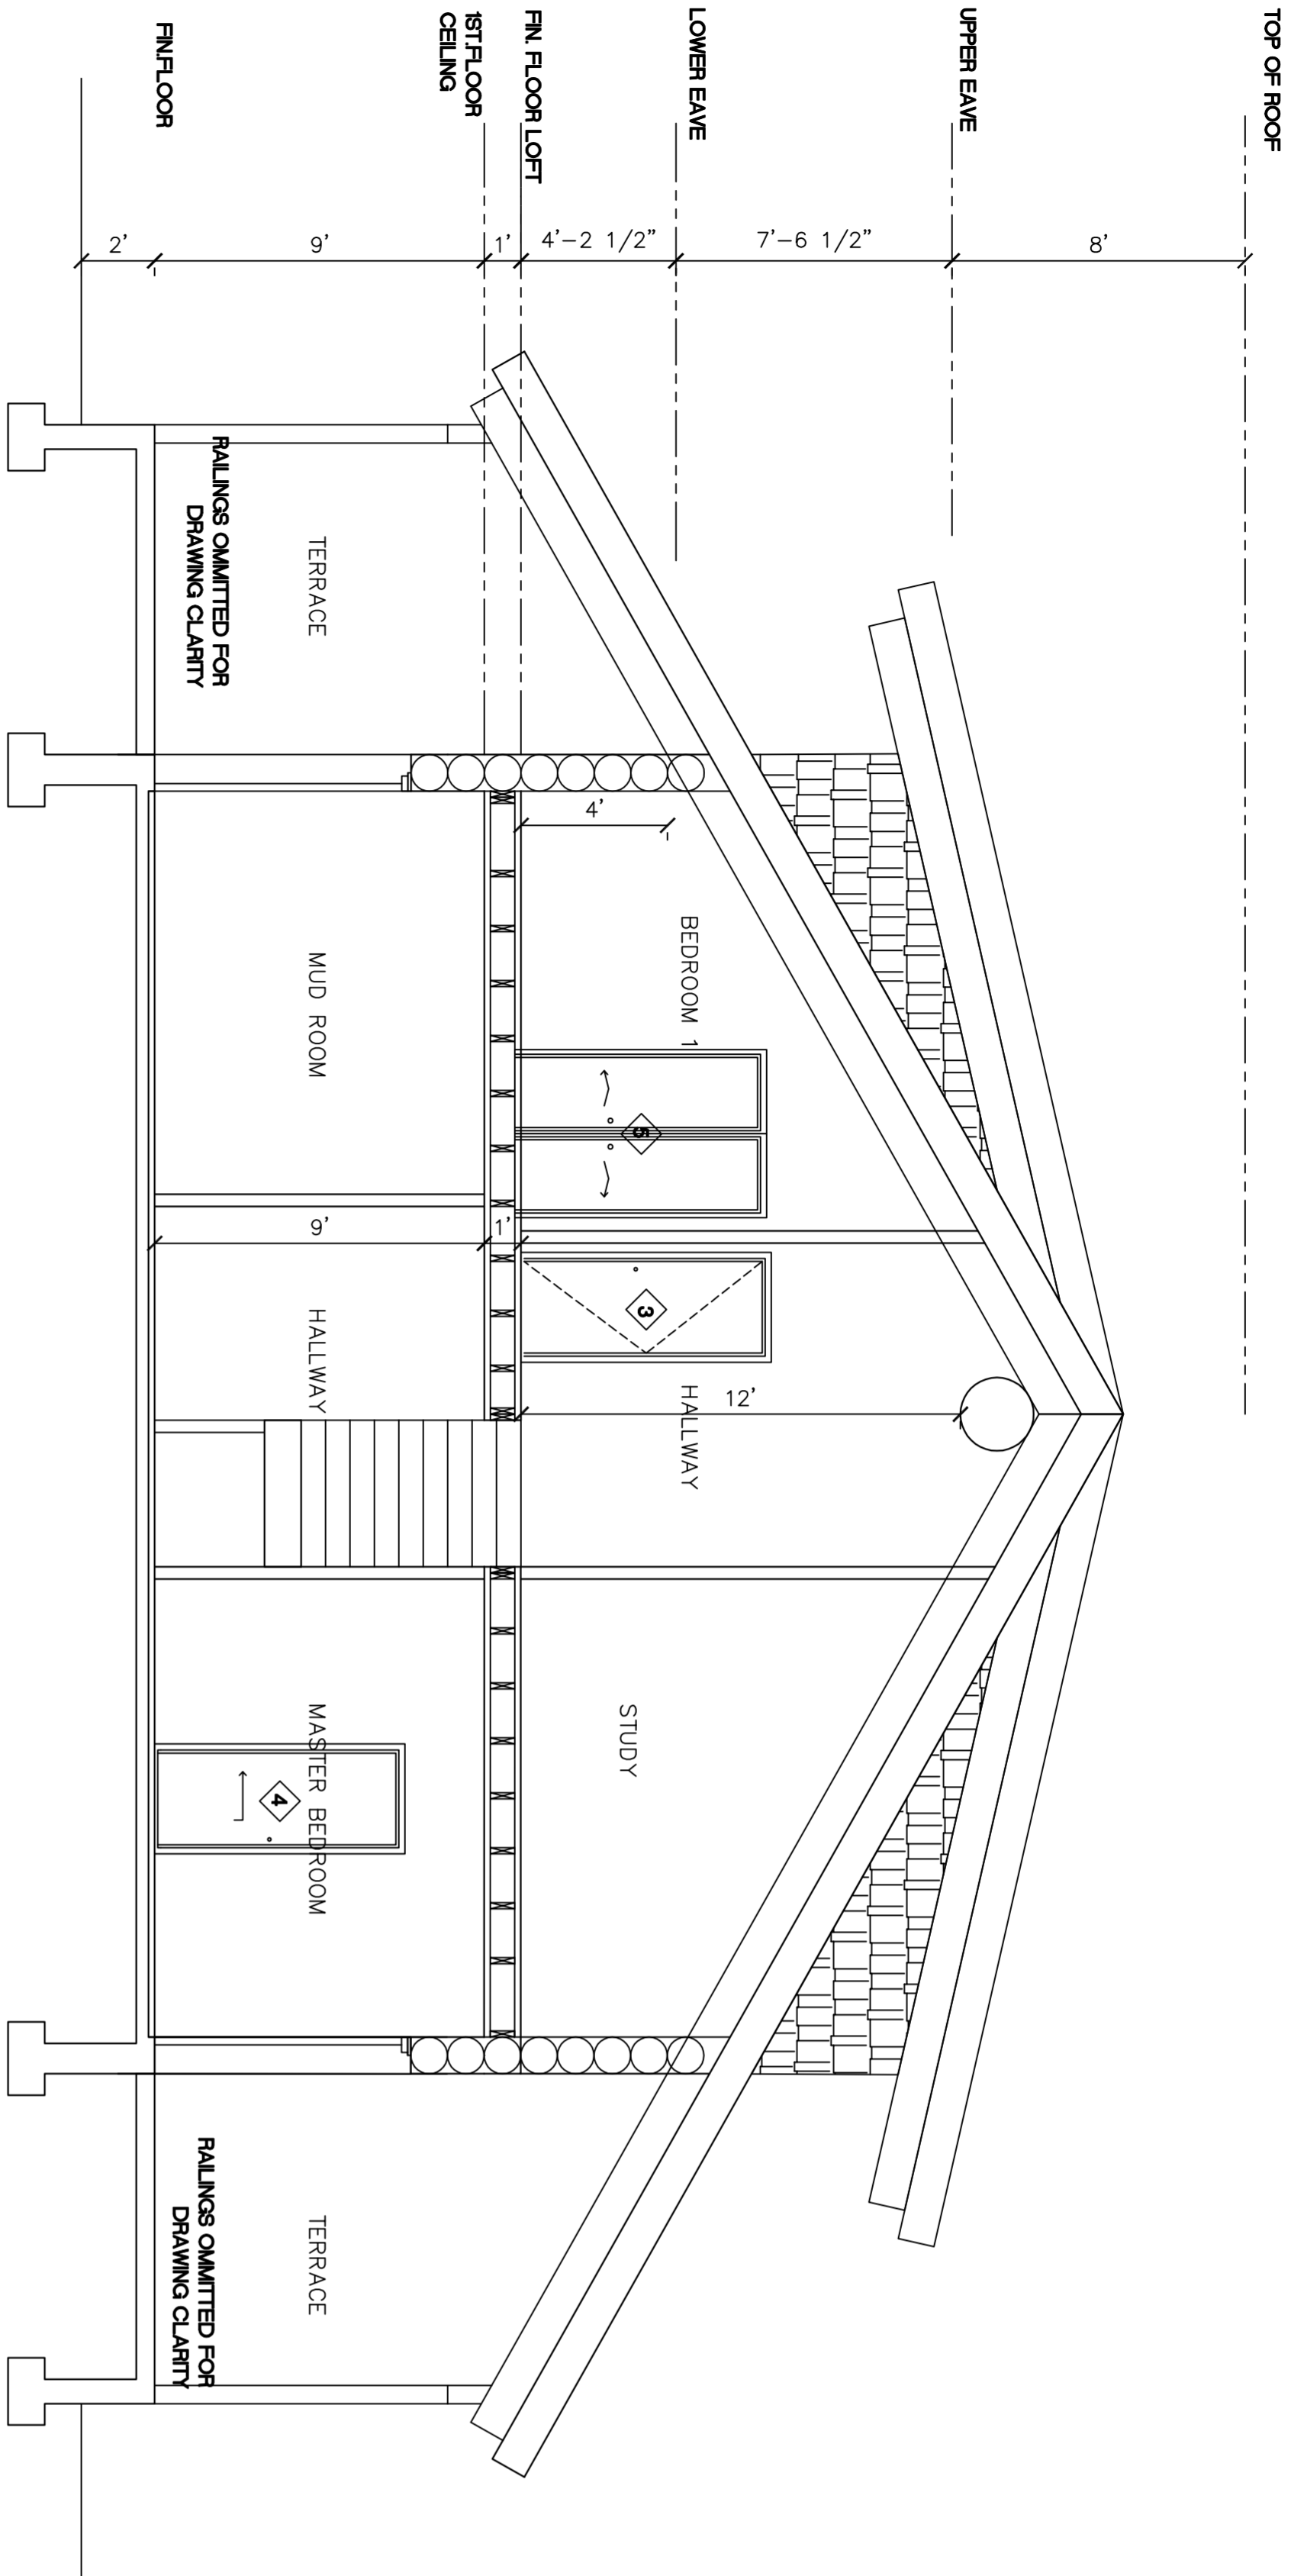 TOP OF ROOF
8'
UPPER EAVE
7'-6 1/2"
LOWER EAVE
4'-2 1/2"
FIN. FLOOR LOFT
1'
1ST.FLOOR
CEILING
9'
FIN.FLOOR
2'
12'
BEDROOM 1
HALLWAY
STUDY
4'
5
3
1'
TERRACE
MUD ROOM
9'
HALLWAY
MASTER BEDROOM
4
TERRACE
RAILINGS OMMITTED FOR
DRAWING CLARITY
RAILINGS OMMITTED FOR
DRAWING CLARITY